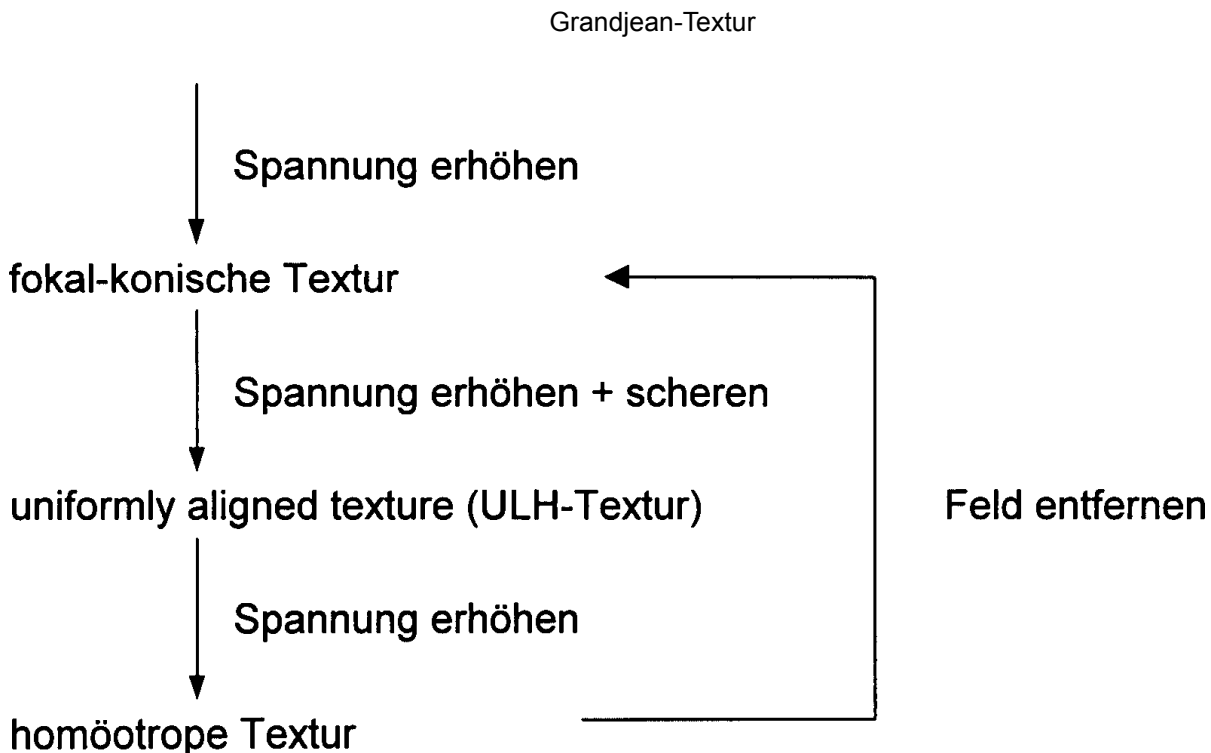 Grandjean-Textur
Spannung erhöhen
fokal-konische Textur
Spannung erhöhen + scheren
uniformly aligned texture (ULH-Textur)
Feld entfernen
Spannung erhöhen
homöotrope Textur